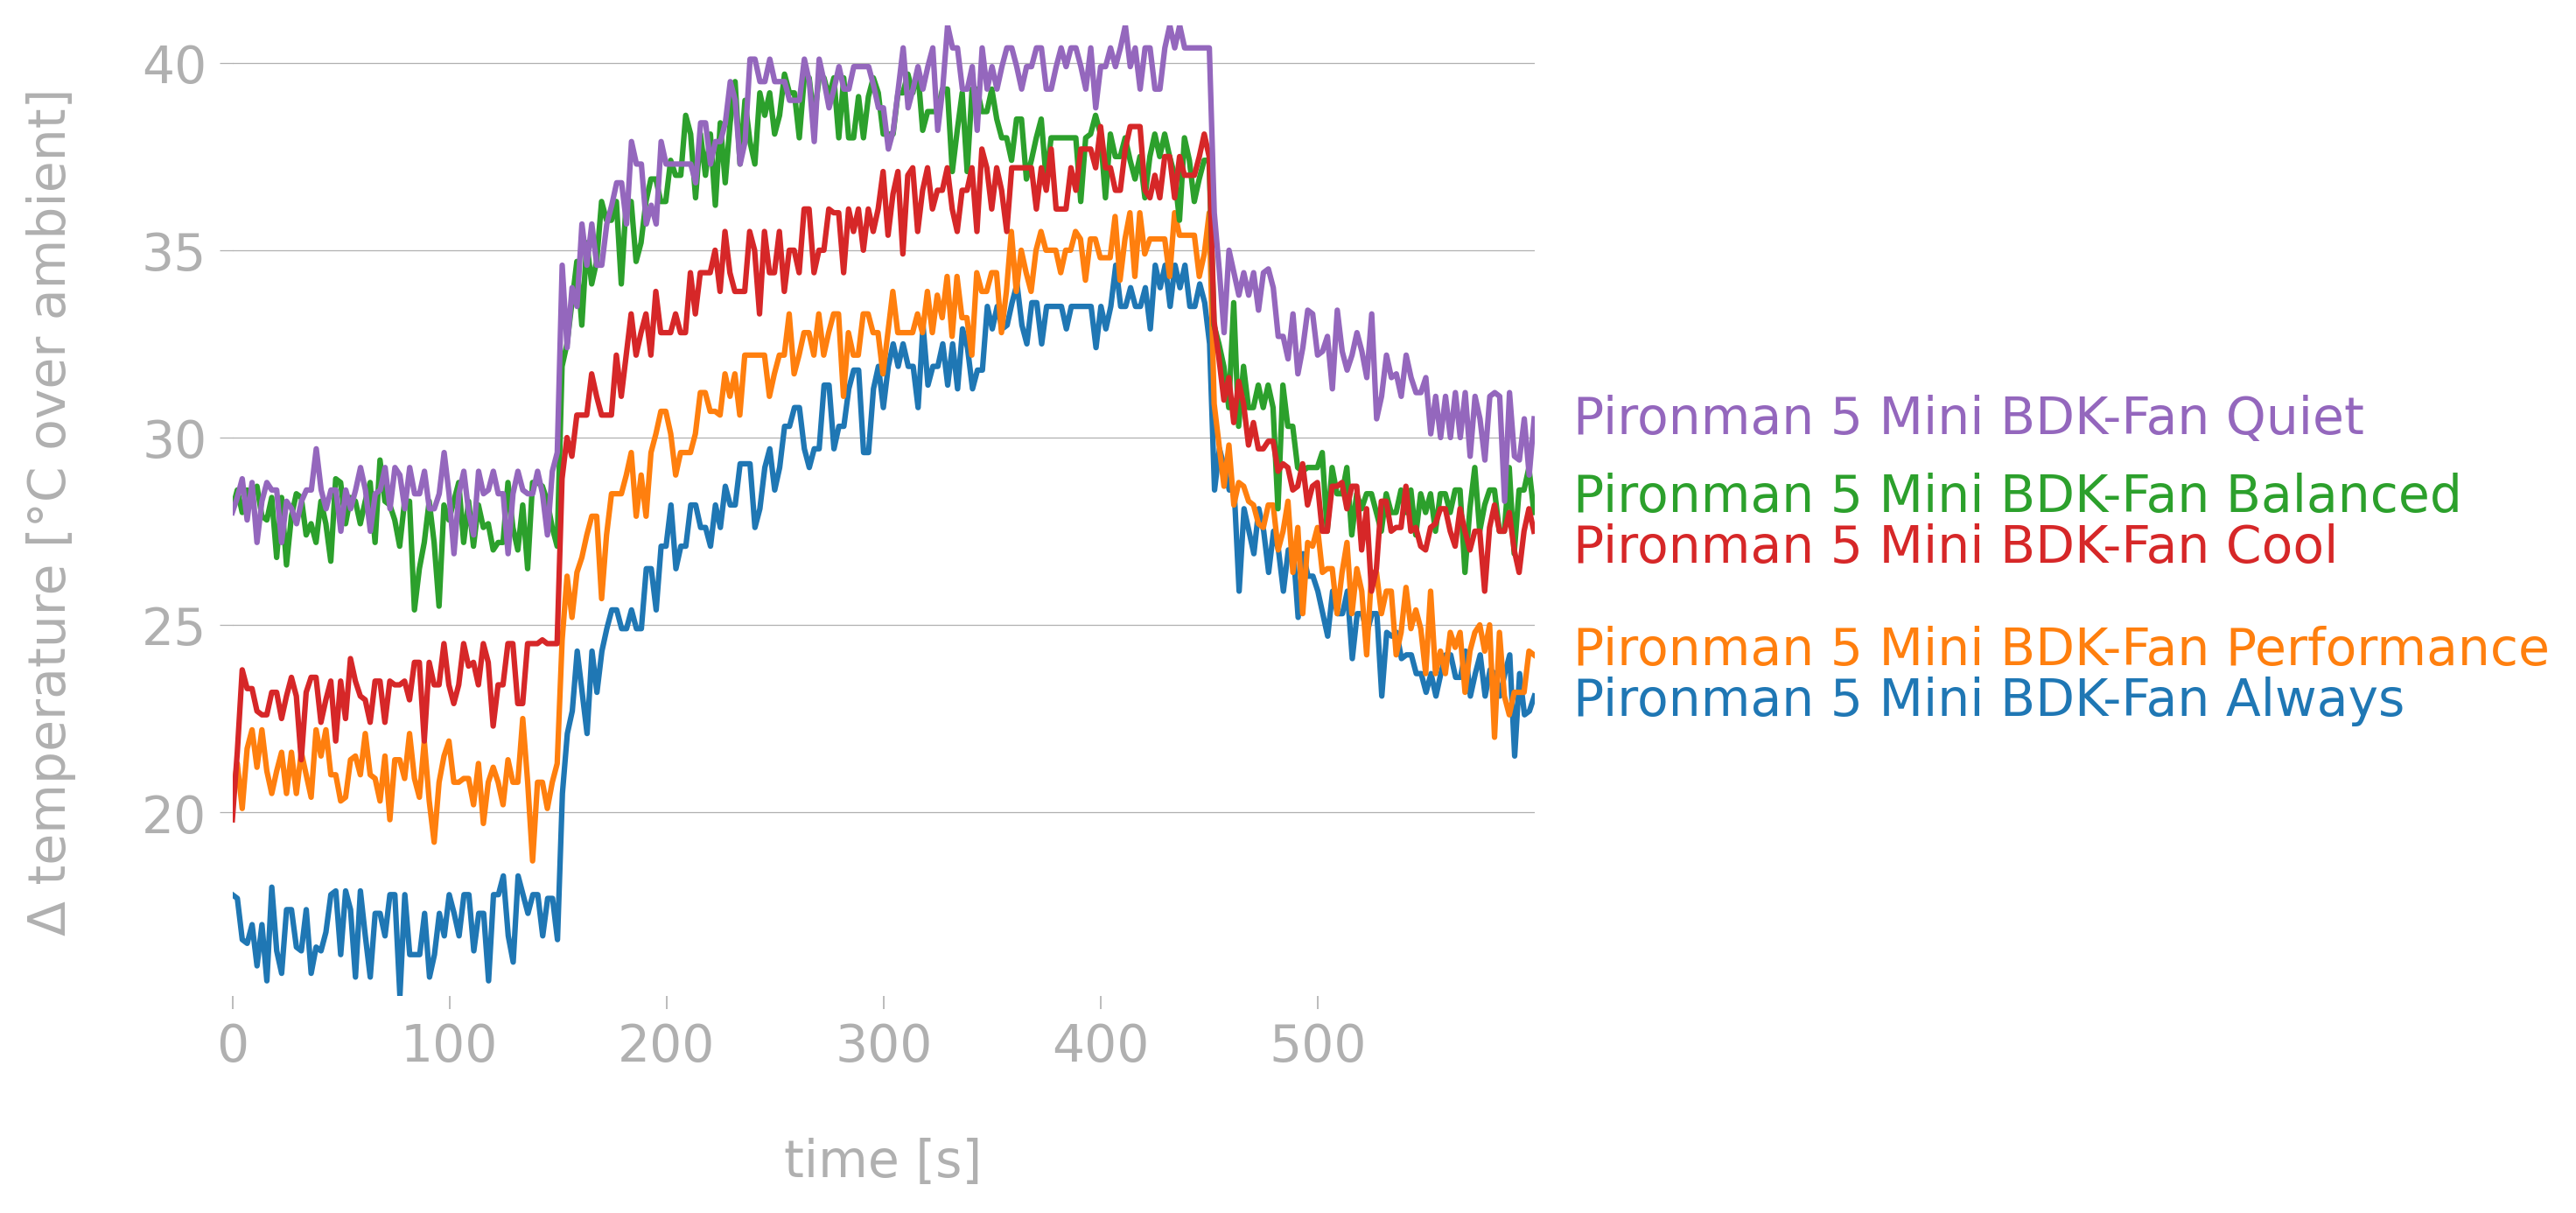 Δ temperature [°C over ambient]
40
35
30
25
20
0 100 200 300 400 500
time [s]
Pironman 5 Mini BDK-Fan Quiet
Pironman 5 Mini BDK-Fan Balanced
Pironman 5 Mini BDK-Fan Cool
Pironman 5 Mini BDK-Fan Performance
Pironman 5 Mini BDK-Fan Always